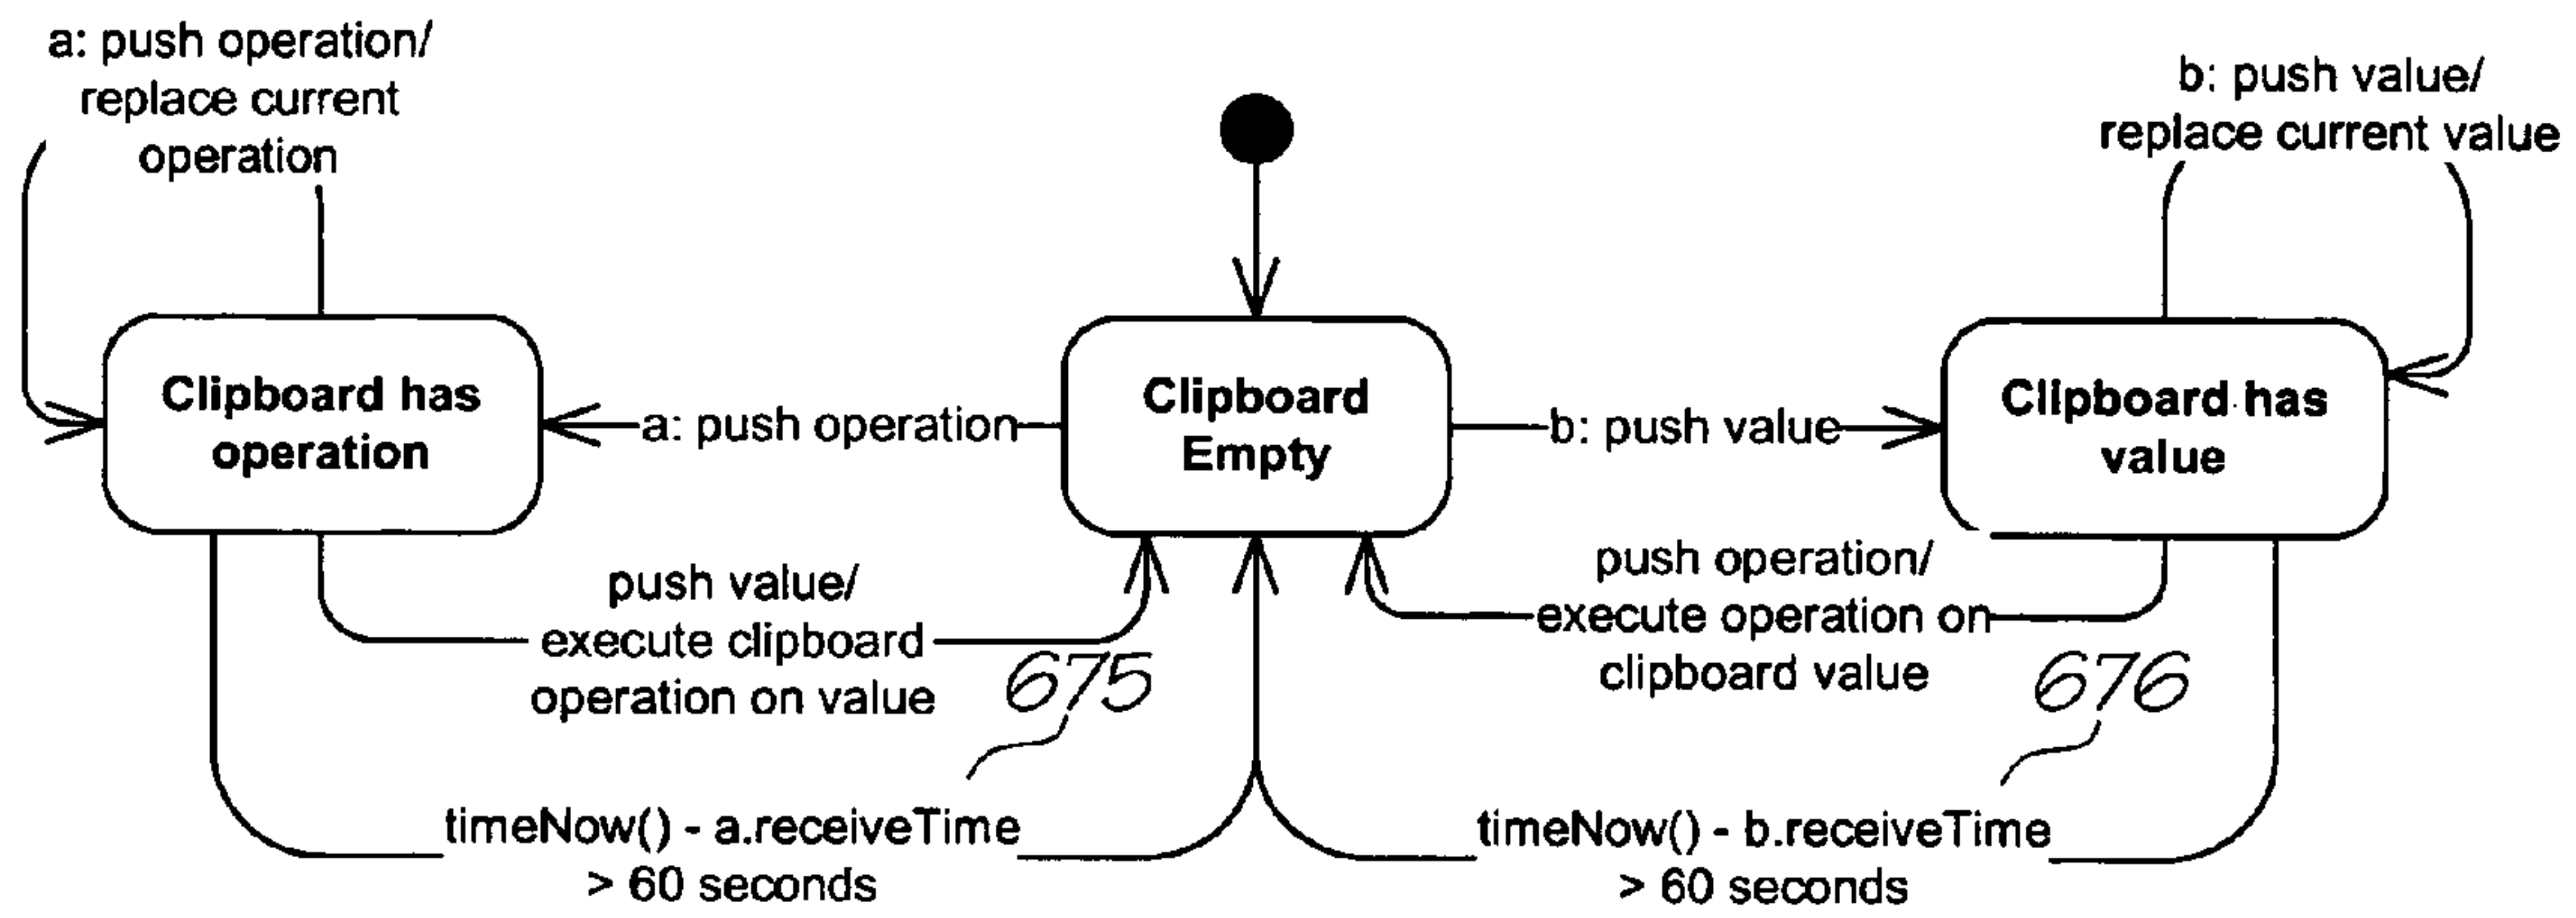 a: push operation/
replace current
operation
b: push value/
replace current value
Clipboard has
operation
a: push operation
Clipboard
Empty
b: push value
Clipboard has
value
push value/
execute clipboard
operation on value
675
push operation/
execute operation on
clipboard value
676
timeNow() - a.receiveTime
> 60 seconds
timeNow() - b.receiveTime
> 60 seconds